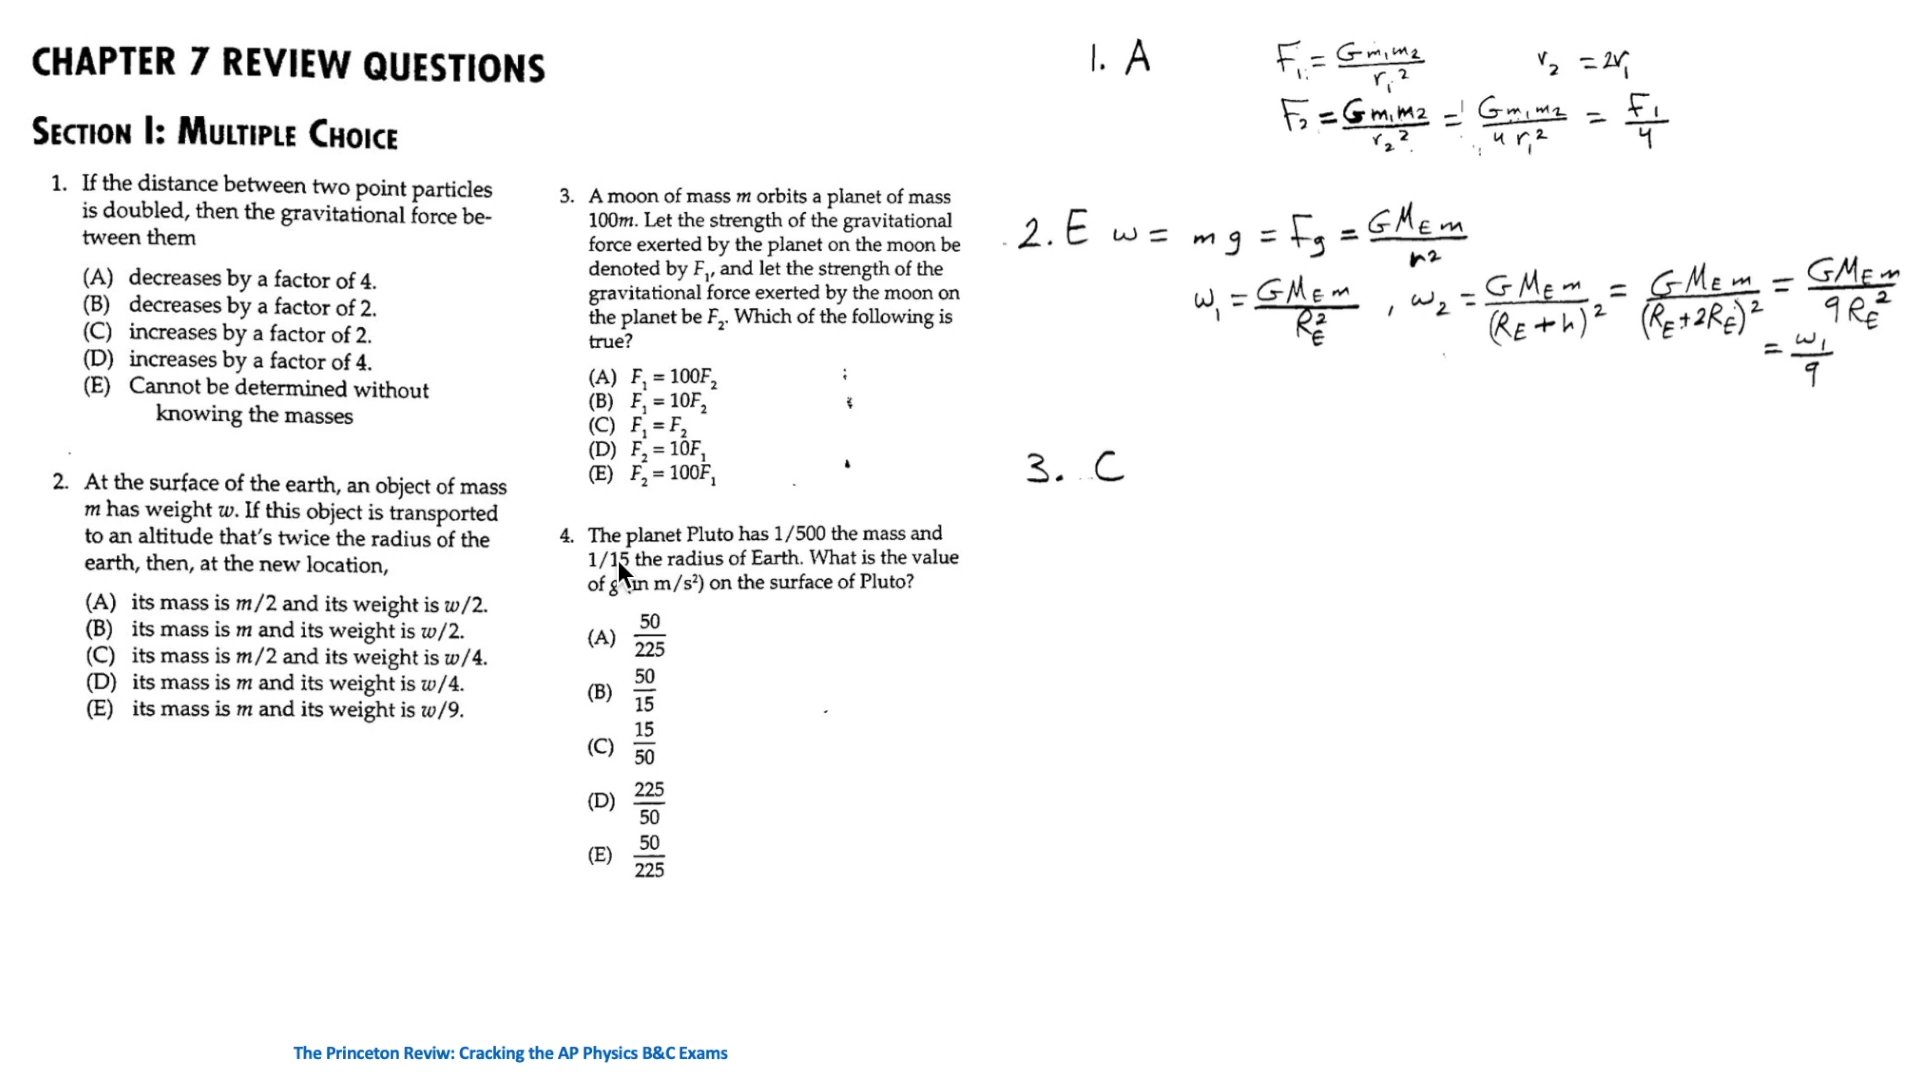 CHAPTER 7 REVIEW QUESTIONS
SECTION I: MULTIPLE CHOICE
1. If the distance between two point particles
is doubled, then the gravitational force be-
tween them
(A) decreases by a factor of 4.
(B) decreases by a factor of 2.
(C) increases by a factor of 2.
(D) increases by a factor of 4.
(E) Cannot be determined without
knowing the masses
2. At the surface of the earth, an object of mass
m has weight w. If this object is transported
to an altitude that's twice the radius of the
earth, then, at the new location,
(A) its mass is m/2 and its weight is w/2.
(B) its mass is m and its weight is w/2.
(C) its mass is m/2 and its weight is w/4.
(D) its mass is m and its weight is w/4.
(E) its mass is m and its weight is w/9.
3. A moon of mass m orbits a planet of mass
100m. Let the strength of the gravitational
force exerted by the planet on the moon be
denoted by F₁, and let the strength of the
gravitational force exerted by the moon on
the planet be F₂. Which of the following is
true?
(A) F₁ = 100F₂
(B) F₁ = 10F₂
(C) F₁ = F₂
(D) F₂ = 10F₁
(E) F₂ = 100F₁
4. The planet Pluto has 1/500 the mass and
1/15 the radius of Earth. What is the value
of g (in m/s²) on the surface of Pluto?
(A) 50/225
(B) 50/15
(C) 15/50
(D) 225/50
(E) 50/225
1. A F₁ = Gm₁m₂/r₁² r₂ = 2r₁
F₂ = Gm₁m₂/r₂² = Gm₁m₂/4r₁² = F₁/4
2. E w = mg = Fg = GM_E m/r²
w₁ = GM_E m/R_E², w₂ = GM_E m/(R_E+h)² = GM_E m/(R_E+2R_E)² = GM_E m/9R_E²
= w₁/9
3. C
The Princeton Reviw: Cracking the AP Physics B&C Exams